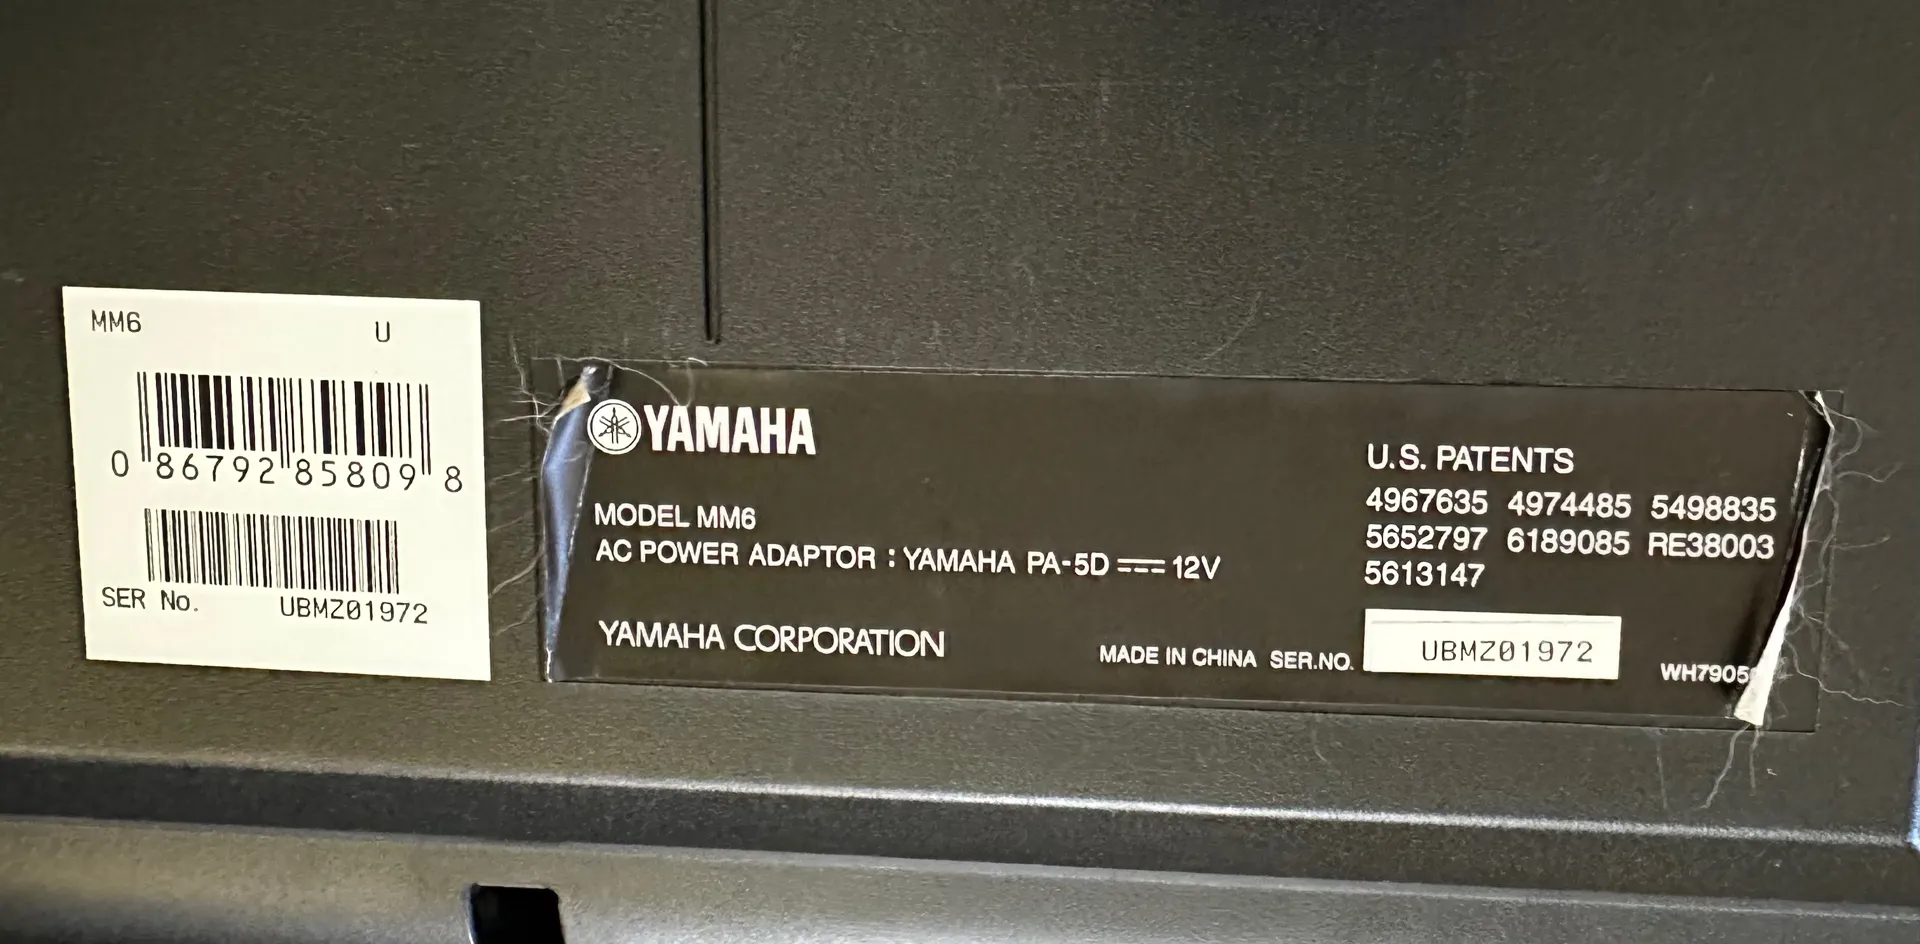 MM6 U
0 86792 85809 8
SER No. UBMZ01972
YAMAHA
MODEL MM6
AC POWER ADAPTOR : YAMAHA PA-5D 12V
YAMAHA CORPORATION
U.S. PATENTS
4967635 4974485 5498835
5652797 6189085 RE38003
5613147
MADE IN CHINA SER.NO. UBMZ01972